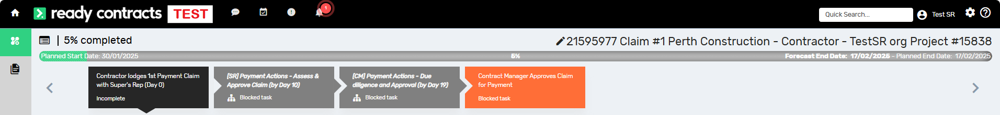 ready contracts TEST
1
Quick Search...
Test SR
5% completed
21595977 Claim #1 Perth Construction - Contractor - TestSR org Project #15838
Planned Start Date: 30/01/2025
5%
Forecast End Date: 17/02/2025 - Planned End Date: 17/02/2025
Contractor lodges 1st Payment Claim
with Super's Rep (Day 0)
Incomplete
[SR] Payment Actions - Assess &
Approve Claim (by Day 10)
Blocked task
[CM] Payment Actions - Due
diligence and Approval (by Day 19)
Blocked task
Contract Manager Approves Claim
for Payment
Blocked task